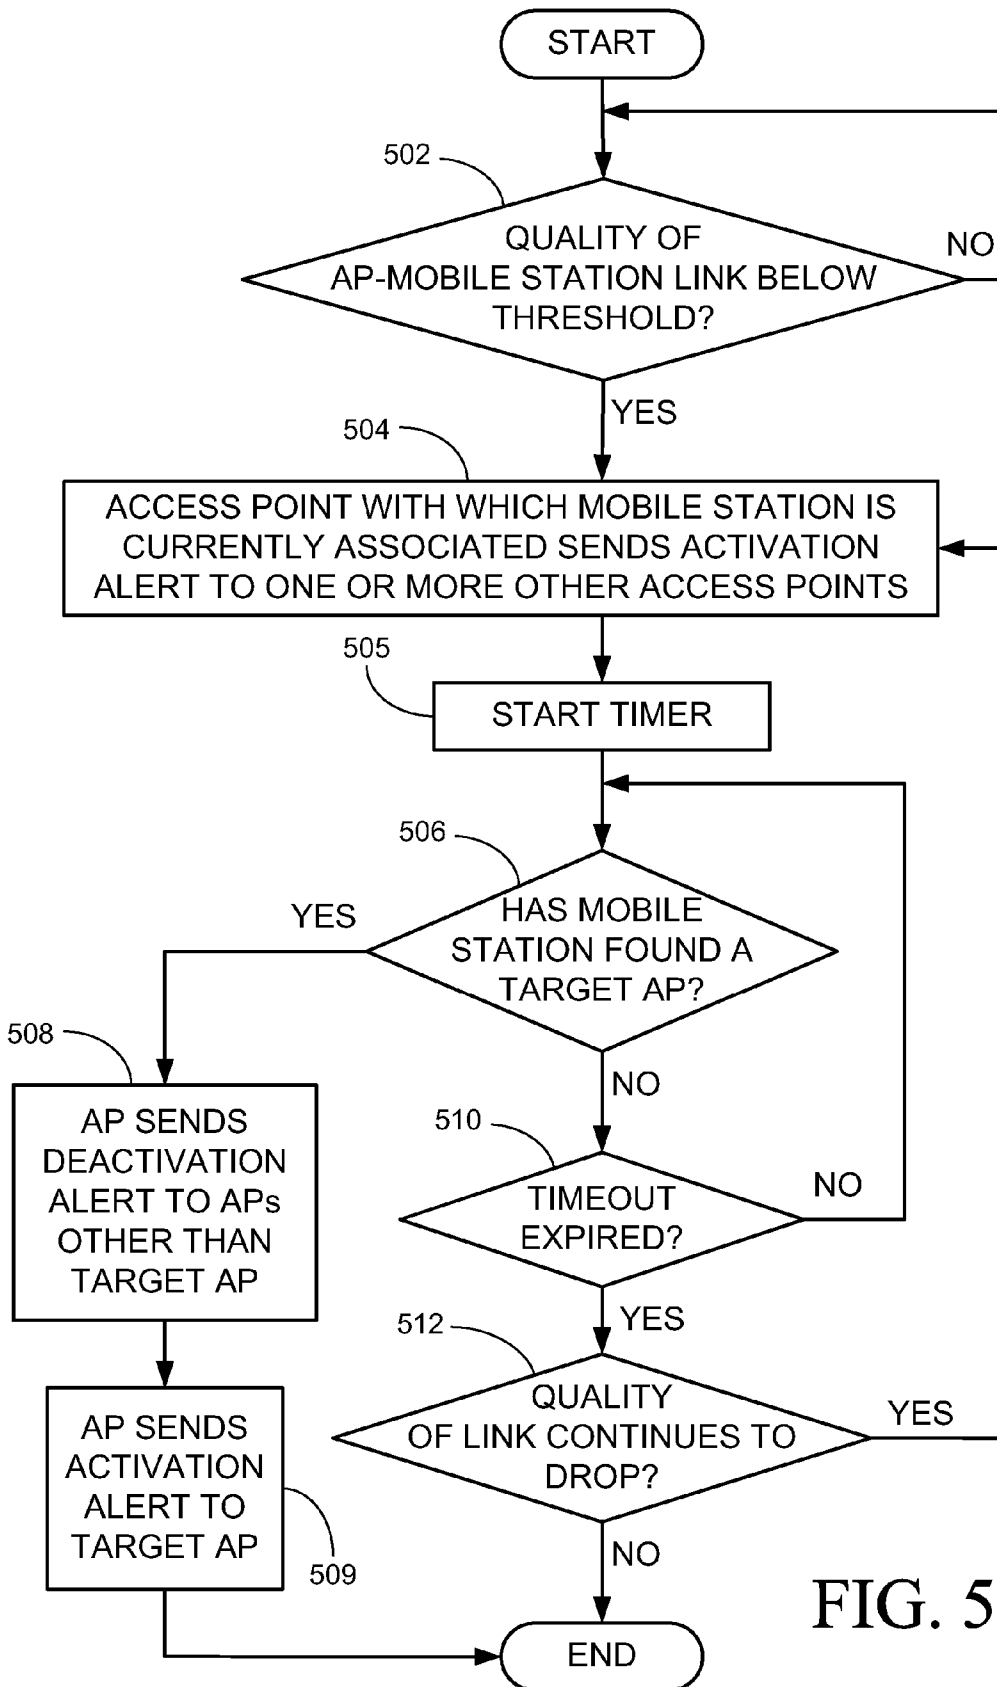 START
502
QUALITY OF
AP-MOBILE STATION LINK BELOW
THRESHOLD?
NO
YES
504
ACCESS POINT WITH WHICH MOBILE STATION IS
CURRENTLY ASSOCIATED SENDS ACTIVATION
ALERT TO ONE OR MORE OTHER ACCESS POINTS
505
START TIMER
506
HAS MOBILE
STATION FOUND A
TARGET AP?
YES
NO
508
AP SENDS
DEACTIVATION
ALERT TO APs
OTHER THAN
TARGET AP
510
TIMEOUT
EXPIRED?
NO
YES
512
QUALITY
OF LINK CONTINUES TO
DROP?
YES
NO
AP SENDS
ACTIVATION
ALERT TO
TARGET AP
509
END
FIG. 5